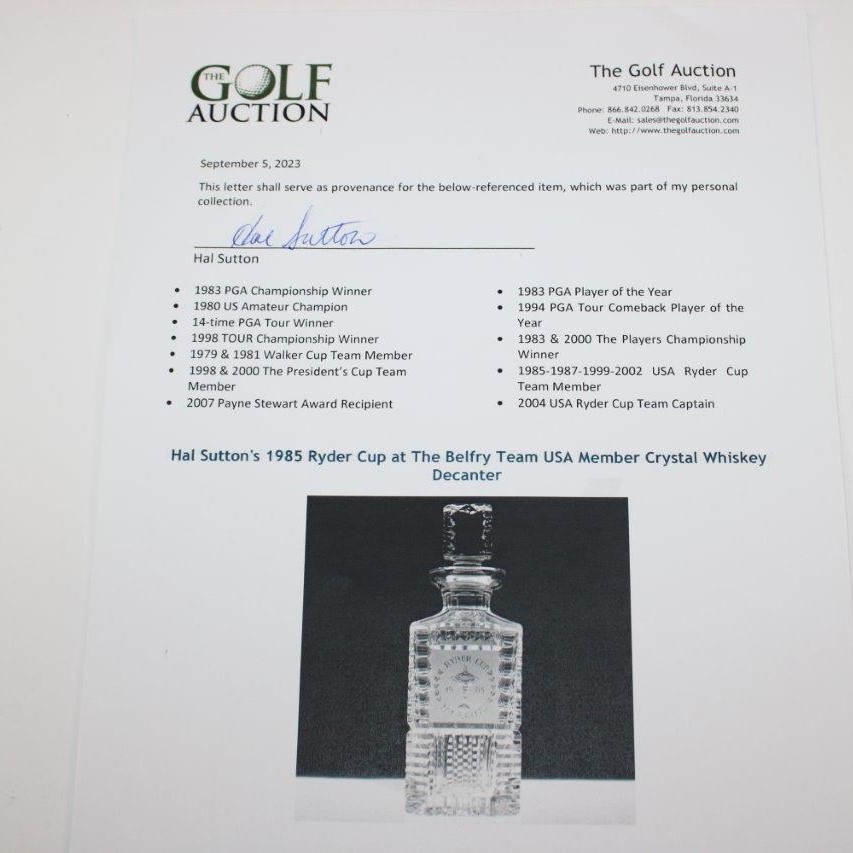 THE GOLF
AUCTION
The Golf Auction
4710 Eisenhower Blvd, Suite A-1
Tampa, Florida 33634
Phone: 866.842.0268 Fax: 813.854.2340
E-Mail: sales@thegolfauction.com
Web: http://www.thegolfauction.com
September 5, 2023
This letter shall serve as provenance for the below-referenced item, which was part of my personal
collection.
Hal Sutton
Hal Sutton
• 1983 PGA Championship Winner
• 1980 US Amateur Champion
• 14-time PGA Tour Winner
• 1998 TOUR Championship Winner
• 1979 & 1981 Walker Cup Team Member
• 1998 & 2000 The President's Cup Team
Member
• 2007 Payne Stewart Award Recipient
• 1983 PGA Player of the Year
• 1994 PGA Tour Comeback Player of the
Year
• 1983 & 2000 The Players Championship
Winner
• 1985-1987-1999-2002 USA Ryder Cup
Team Member
• 2004 USA Ryder Cup Team Captain
Hal Sutton's 1985 Ryder Cup at The Belfry Team USA Member Crystal Whiskey
Decanter
RYDER CUP
19 85